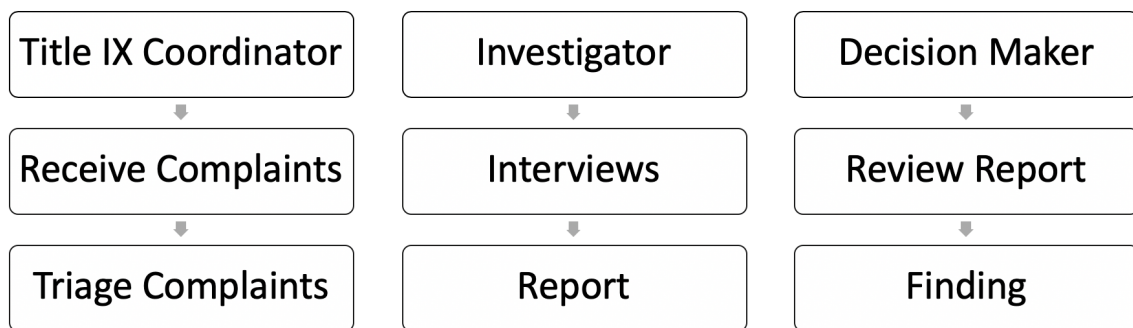 Title IX Coordinator
Receive Complaints
Triage Complaints
Investigator
Interviews
Report
Decision Maker
Review Report
Finding